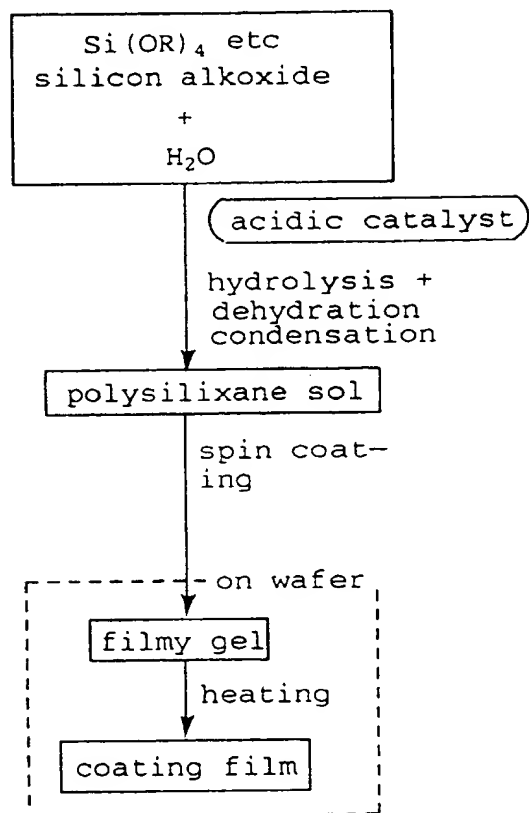 Si(OR)₄ etc
silicon alkoxide
+
H₂O
acidic catalyst
hydrolysis +
dehydration
condensation
polysilixane sol
spin coat-
ing
on wafer
filmy gel
heating
coating film